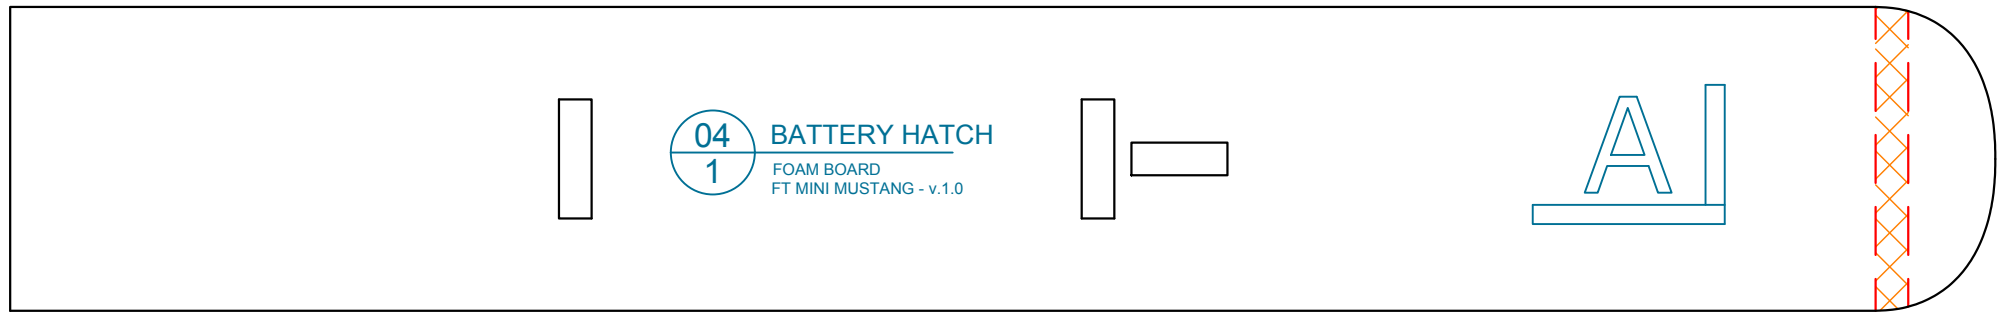 04
1
BATTERY HATCH
FOAM BOARD
FT MINI MUSTANG - v.1.0
A